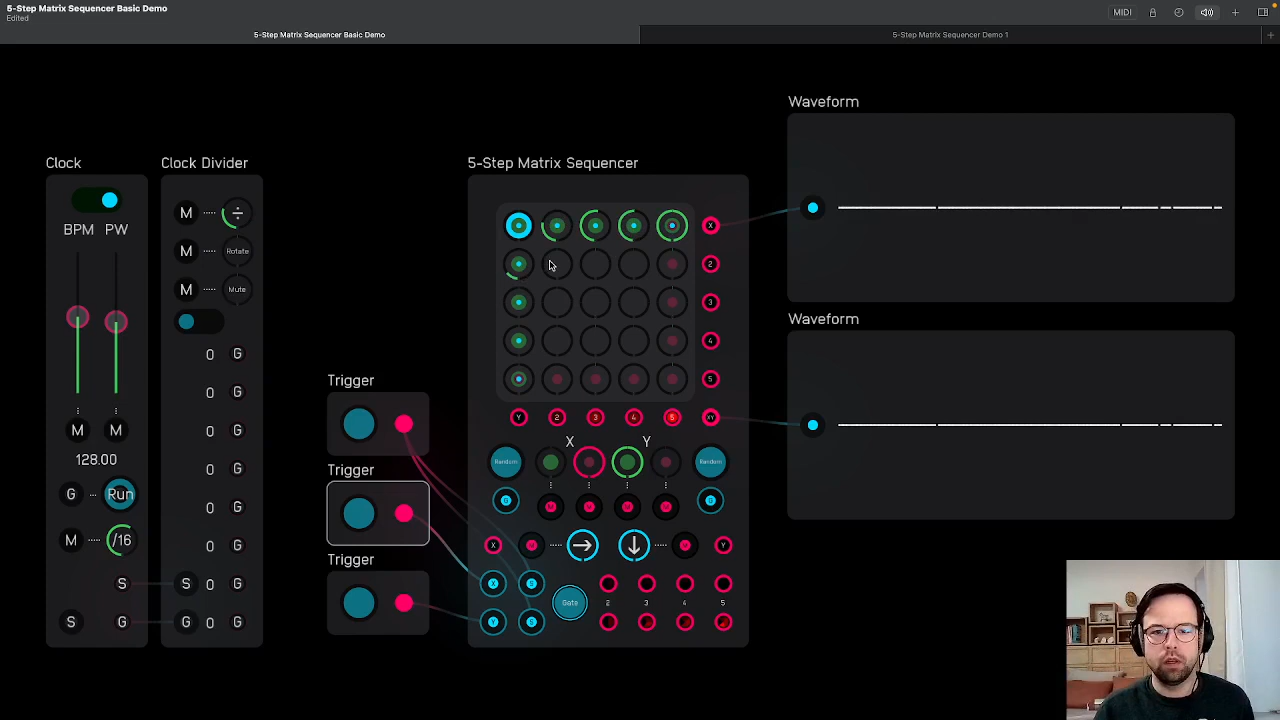 5-Step Matrix Sequencer Basic Demo
Edited
MIDI
5-Step Matrix Sequencer Basic Demo
5-Step Matrix Sequencer Demo 1
Waveform
Clock
Clock Divider
5-Step Matrix Sequencer
M ÷
BPM PW
X
M Rotate
2
M Mute
3
Waveform
0 G
4
Trigger
5
0 G
Y 2 3 4 5 XY
M M
0 G
X Y
128.00
Random
Random
0 G
Trigger
G Run
G
G
M M M M
0 G
M /16
0 G
X M → ↓ M Y
Trigger
S
S 0 G
X S
Gate
2 3 4 5
S G
G 0 G
Y S